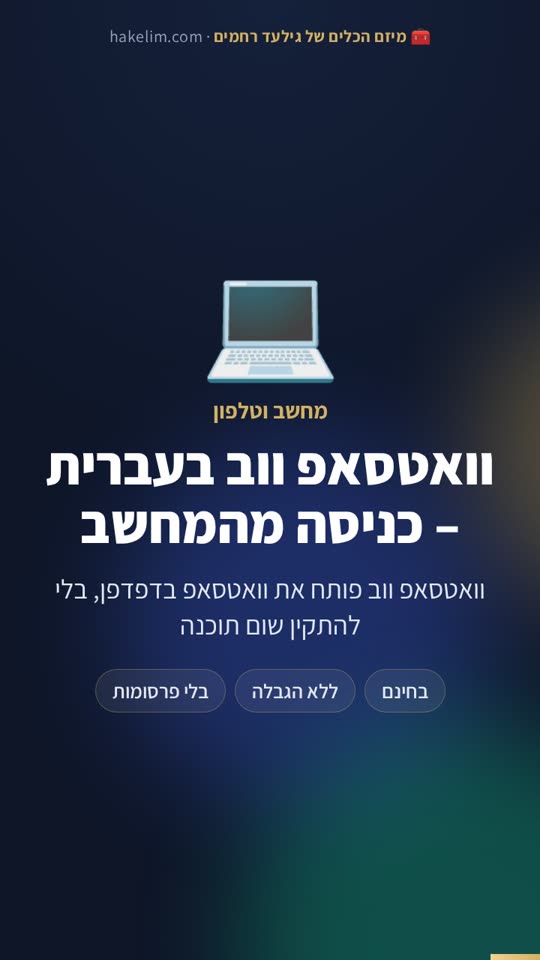 🧰 מיזם הכלים של גילעד רחמים · hakelim.com
מחשב וטלפון
וואטסאפ ווב בעברית
– כניסה מהמחשב
וואטסאפ ווב פותח את וואטסאפ בדפדפן, בלי
להתקין שום תוכנה
בחינם
ללא הגבלה
בלי פרסומות